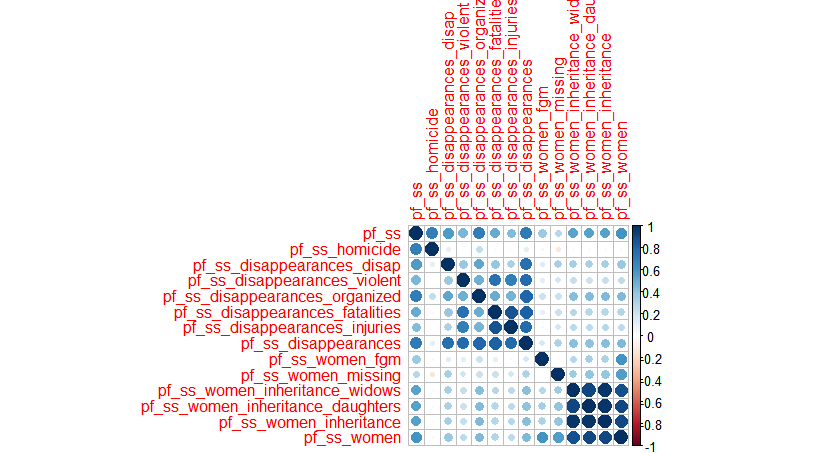 pf_ss
pf_ss_homicide
pf_ss_disappearances_disap
pf_ss_disappearances_violent
pf_ss_disappearances_organiz
pf_ss_disappearances_fatalities
pf_ss_disappearances_injuries
pf_ss_disappearances
pf_ss_women_fgm
pf_ss_women_missing
pf_ss_women_inheritance_wid
pf_ss_women_inheritance_dau
pf_ss_women_inheritance
pf_ss_women
pf_ss
pf_ss_homicide
pf_ss_disappearances_disap
pf_ss_disappearances_violent
pf_ss_disappearances_organized
pf_ss_disappearances_fatalities
pf_ss_disappearances_injuries
pf_ss_disappearances
pf_ss_women_fgm
pf_ss_women_missing
pf_ss_women_inheritance_widows
pf_ss_women_inheritance_daughters
pf_ss_women_inheritance
pf_ss_women
1
0.8
0.6
0.4
0.2
0
-0.2
-0.4
-0.6
-0.8
-1